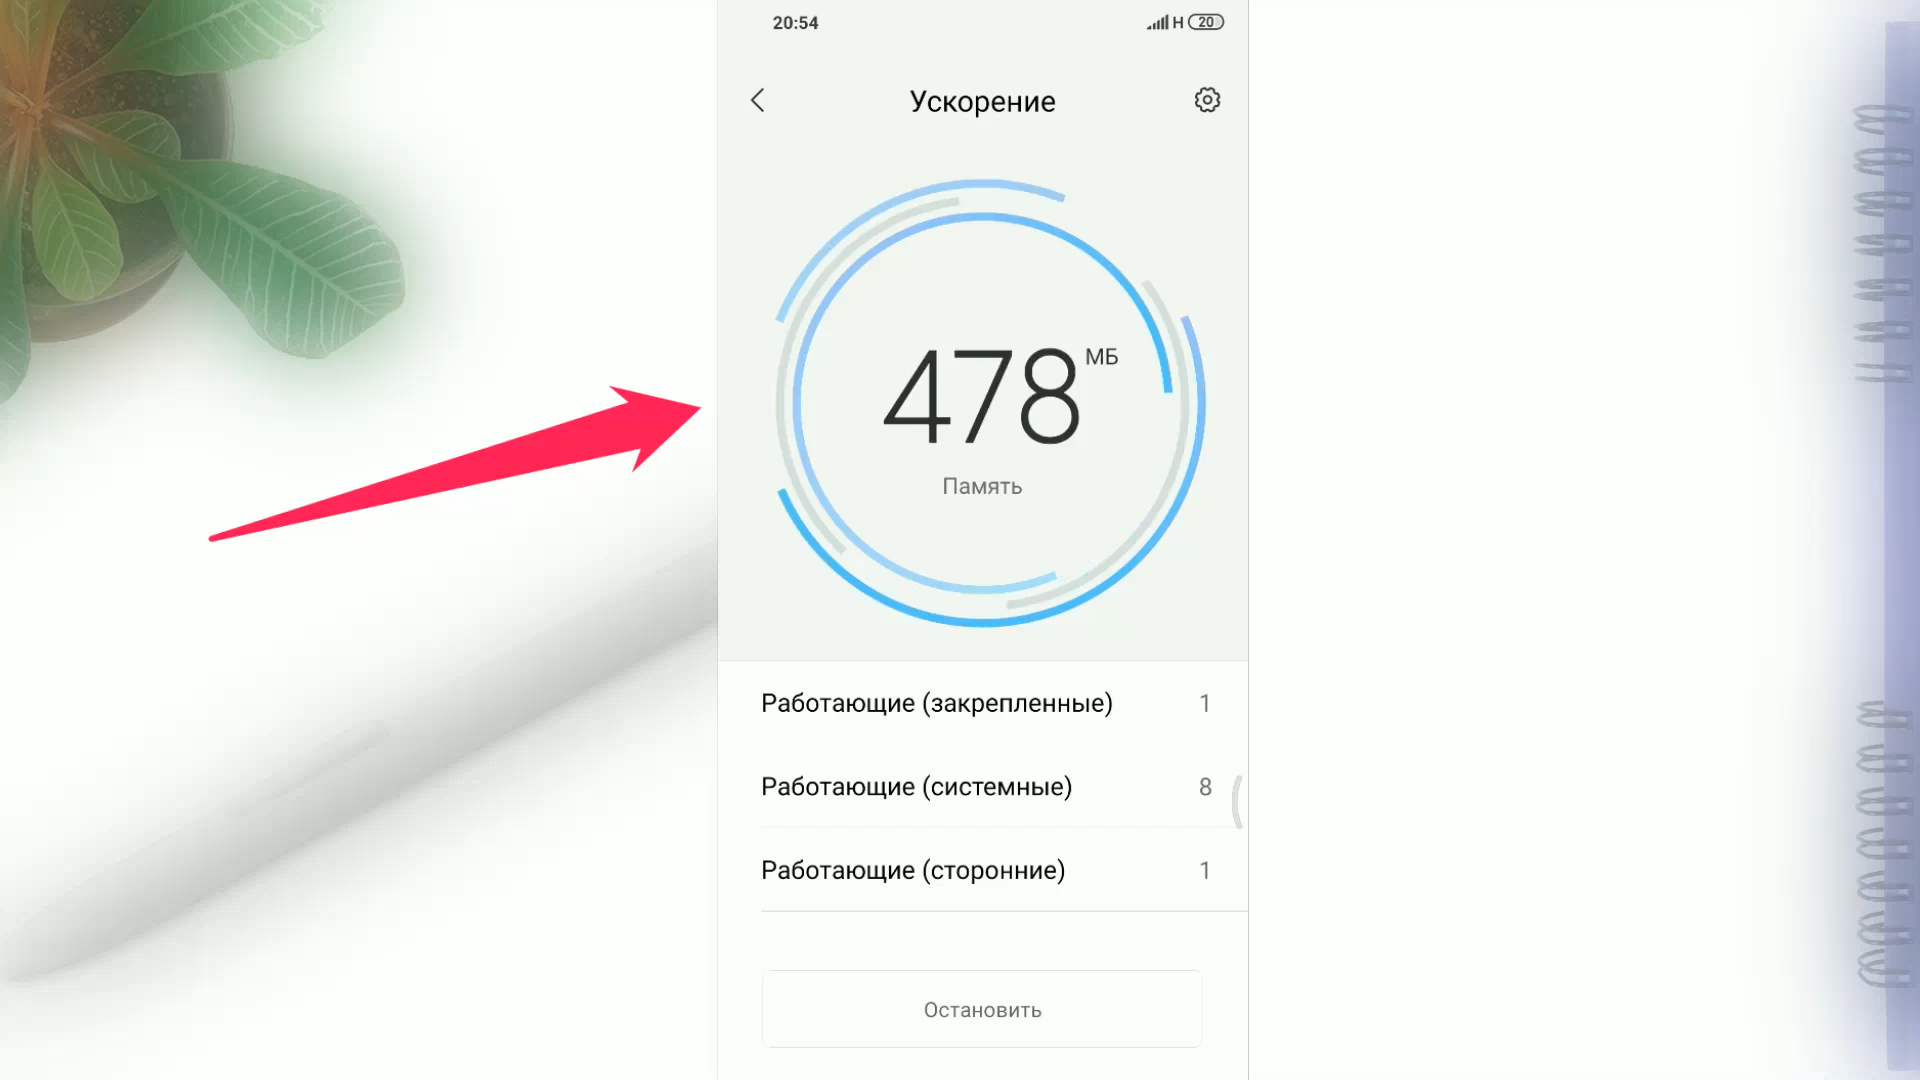 20:54 H 20
Ускорение
478 МБ
Память
Работающие (закрепленные) 1
Работающие (системные) 8
Работающие (сторонние) 1
Остановить